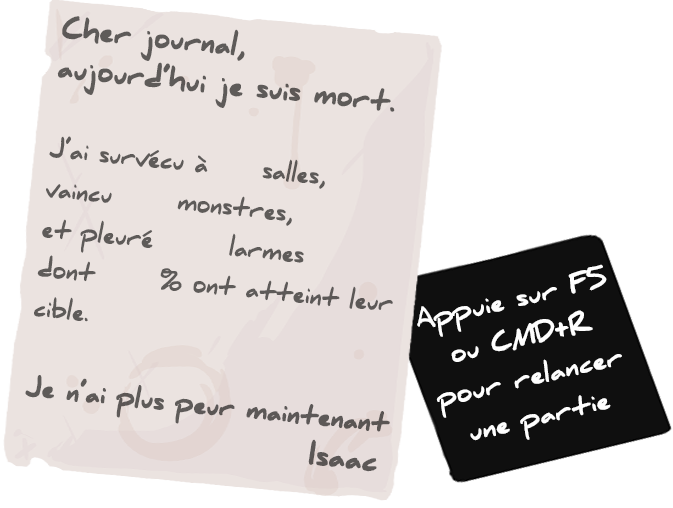 Cher journal,
aujourd'hui je suis mort.
J'ai survécu à salles,
vaincu monstres,
et pleuré larmes
dont % ont atteint leur
cible.
Je n'ai plus peur maintenant
Isaac
Appuie sur F5
ou CMD+R
pour relancer
une partie